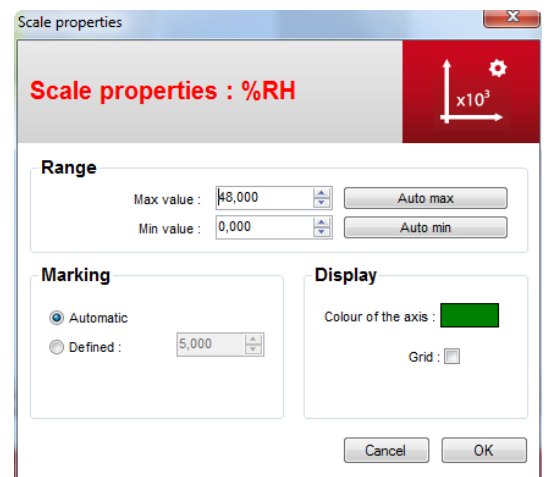 Scale properties
Scale properties : %RH
x10³
Range
Max value : 48,000 Auto max
Min value : 0,000 Auto min
Marking
Automatic
Defined : 5,000
Display
Colour of the axis :
Grid :
Cancel OK